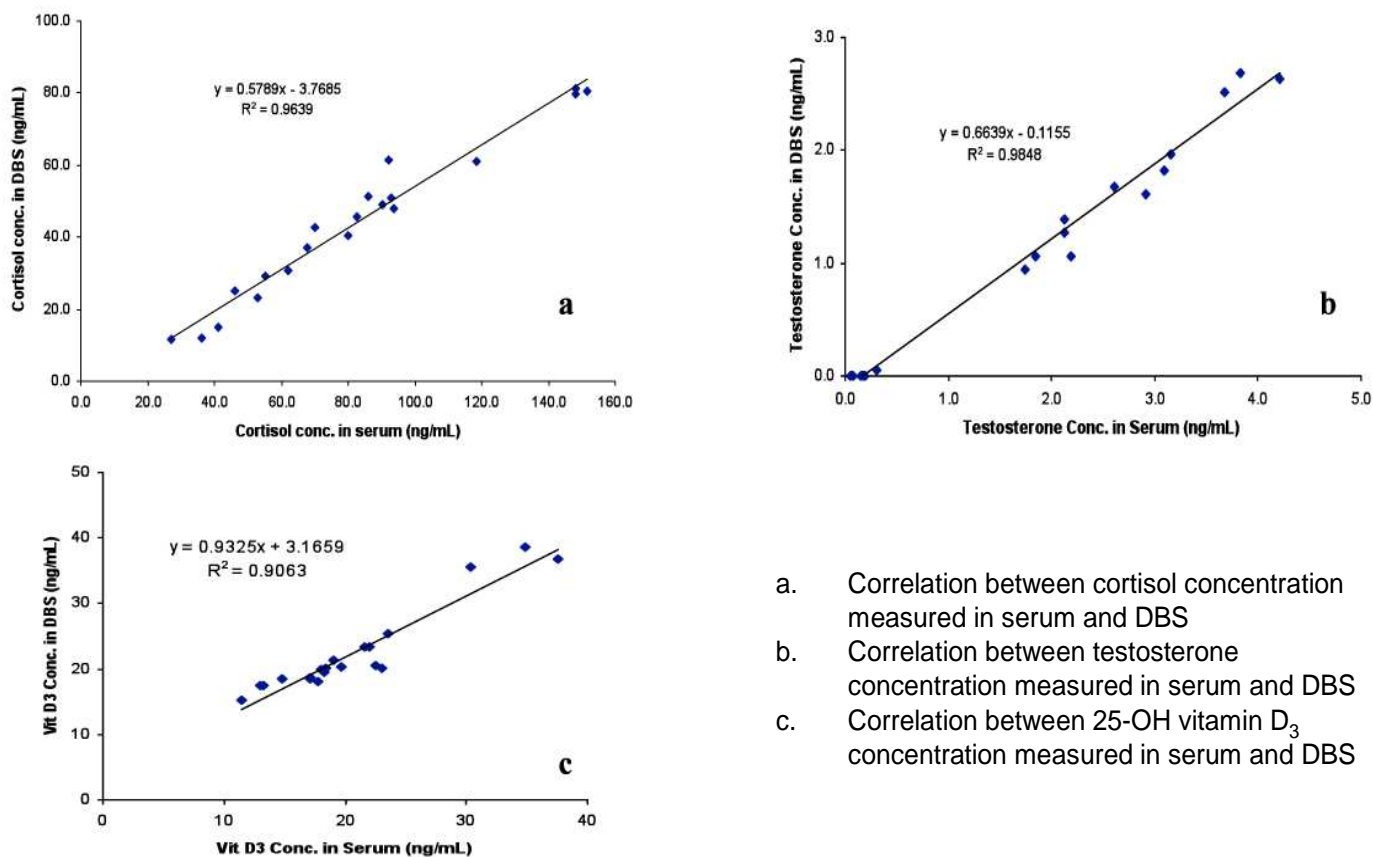 100.0
80.0
60.0
40.0
20.0
0.0
Cortisol conc. in DBS (ng/mL)
y = 0.5789x - 3.7685
R² = 0.9639
a
0.0 20.0 40.0 60.0 80.0 100.0 120.0 140.0 160.0
Cortisol conc. in serum (ng/mL)
3.0
2.0
1.0
0.0
Testosterone Conc. in DBS (ng/mL)
y = 0.6639x - 0.1155
R² = 0.9848
b
0.0 1.0 2.0 3.0 4.0 5.0
Testosterone Conc. in Serum (ng/mL)
50
40
30
20
10
0
Vit D3 Conc. in DBS (ng/mL)
y = 0.9325x + 3.1659
R² = 0.9063
c
0 10 20 30 40
Vit D3 Conc. in Serum (ng/mL)
a. Correlation between cortisol concentration
measured in serum and DBS
b. Correlation between testosterone
concentration measured in serum and DBS
c. Correlation between 25-OH vitamin D₃
concentration measured in serum and DBS